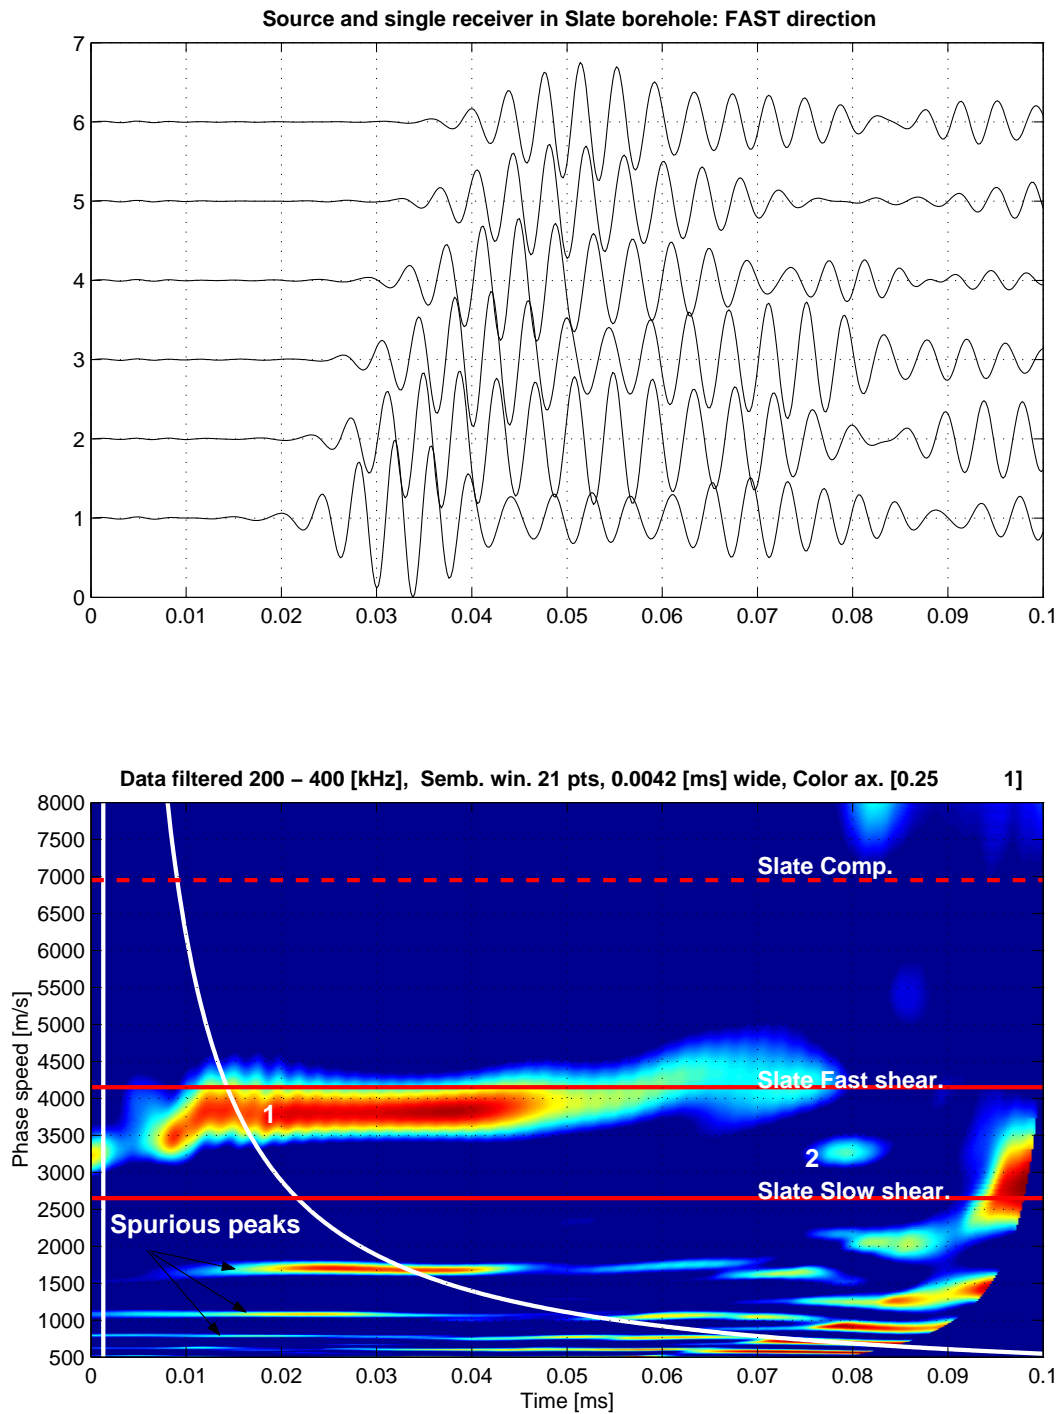 Source and single receiver in Slate borehole: FAST direction
7
6
5
4
3
2
1
0
0 0.01 0.02 0.03 0.04 0.05 0.06 0.07 0.08 0.09 0.1
Data filtered 200 – 400 [kHz], Semb. win. 21 pts, 0.0042 [ms] wide, Color ax. [0.25 1]
8000
7500
Slate Comp.
7000
6500
6000
5500
5000
4500
Slate Fast shear.
4000
1
3500
2
3000
Slate Slow shear.
2500
Spurious peaks
2000
1500
1000
500
Phase speed [m/s]
0 0.01 0.02 0.03 0.04 0.05 0.06 0.07 0.08 0.09 0.1
Time [ms]